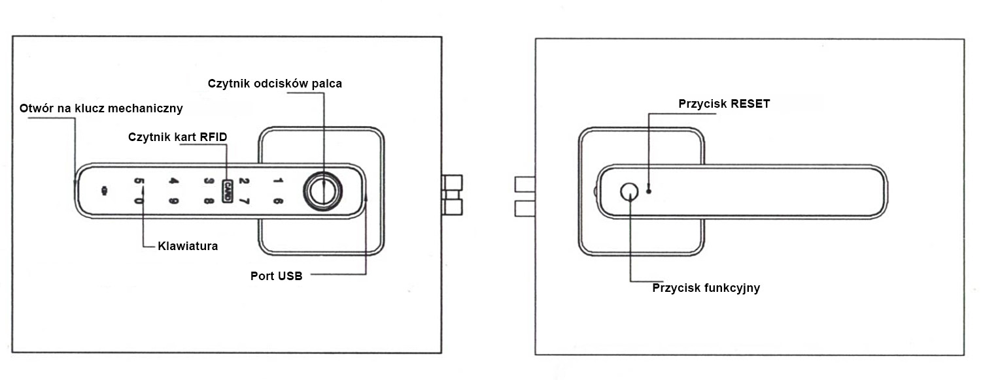 Czytnik odcisków palca
Otwór na klucz mechaniczny
Przycisk RESET
Czytnik kart RFID
5 4 3 2 1
CARD
0 9 8 7 6
Klawiatura
Port USB
Przycisk funkcyjny